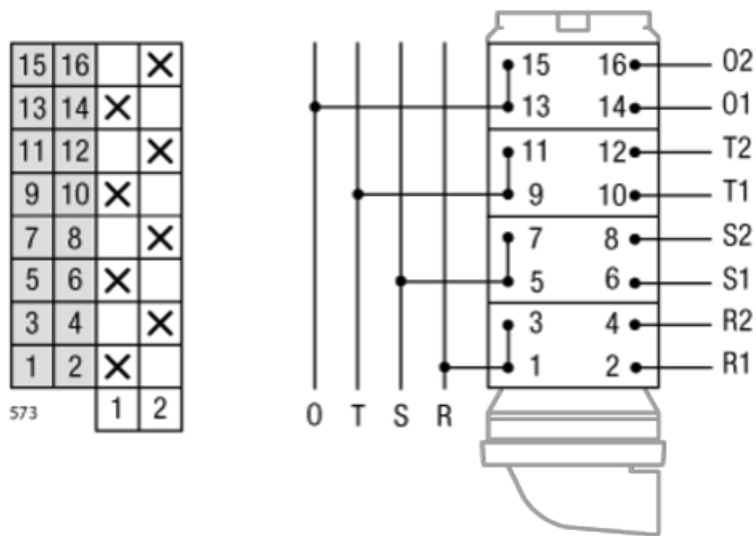 15 16
13 14
11 12
9 10
7 8
5 6
3 4
1 2
573 1 2
15 16 O2
13 14 O1
11 12 T2
9 10 T1
7 8 S2
5 6 S1
3 4 R2
1 2 R1
O T S R